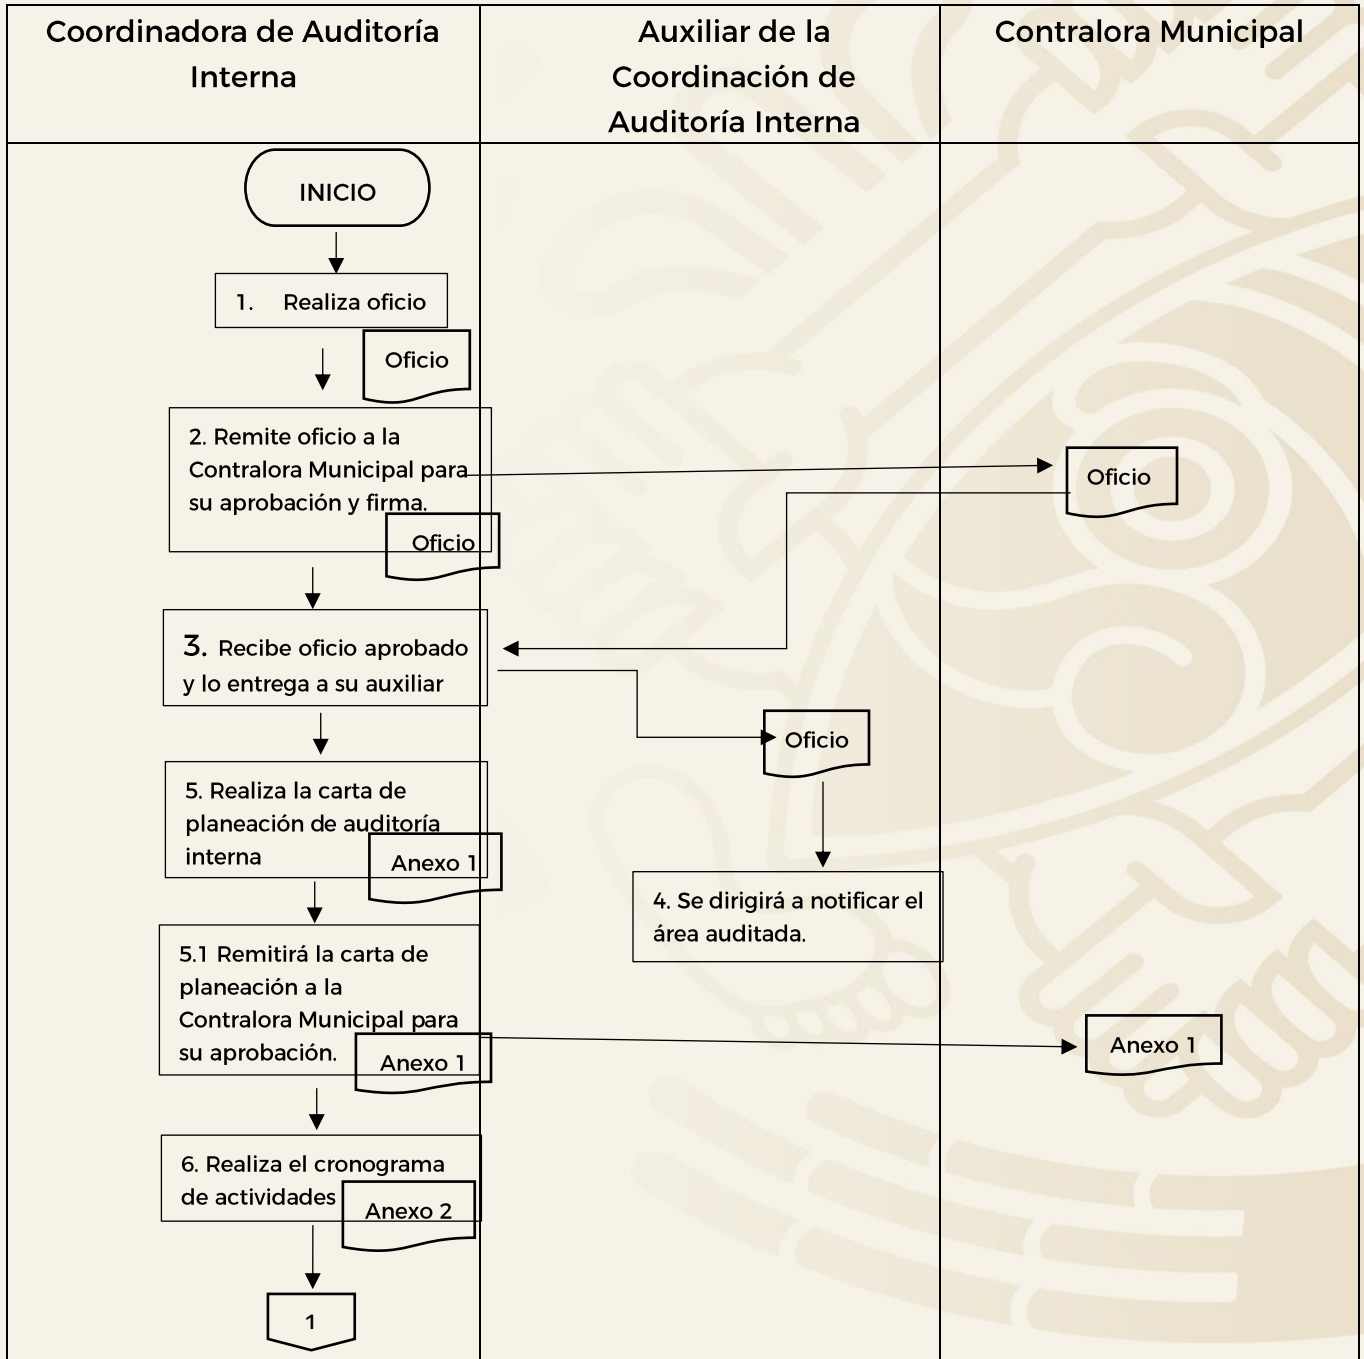 Coordinadora de Auditoría
Interna
Auxiliar de la
Coordinación de
Auditoría Interna
Contralora Municipal
INICIO
1. Realiza oficio
Oficio
2. Remite oficio a la
Contralora Municipal para
su aprobación y firma.
Oficio
Oficio
3. Recibe oficio aprobado
y lo entrega a su auxiliar
Oficio
5. Realiza la carta de
planeación de auditoría
interna
Anexo 1
4. Se dirigirá a notificar el
área auditada.
5.1 Remitirá la carta de
planeación a la
Contralora Municipal para
su aprobación.
Anexo 1
Anexo 1
6. Realiza el cronograma
de actividades
Anexo 2
1